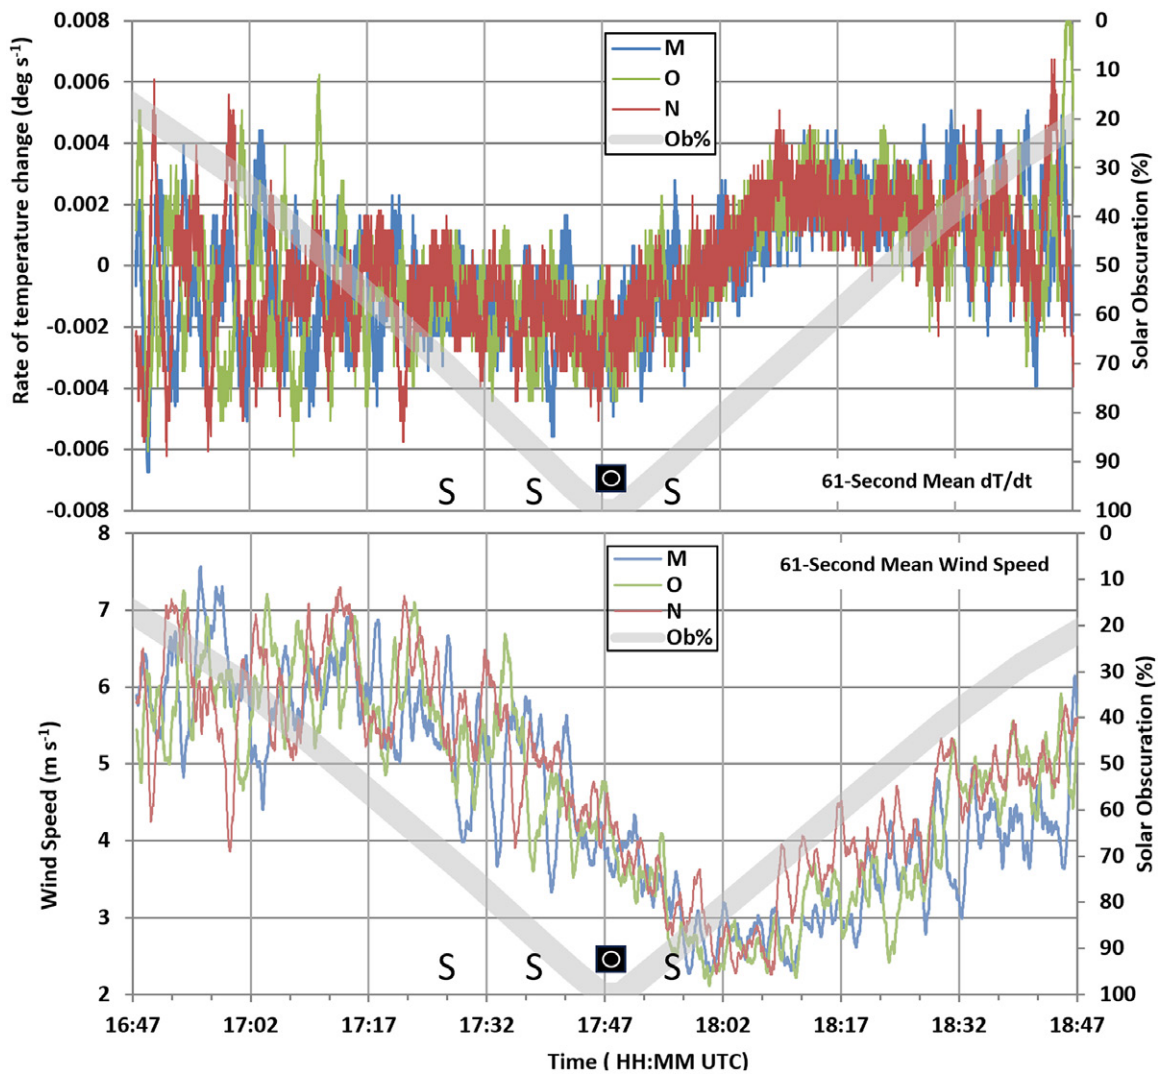 Rate of temperature change (deg s⁻¹)
0.008
0.006
0.004
0.002
0
-0.002
-0.004
-0.006
-0.008
M
O
N
Ob%
S S S
61-Second Mean dT/dt
0
10
20
30
40
50
60
70
80
90
100
Solar Obscuration (%)
Wind Speed (m s⁻¹)
8
7
6
5
4
3
2
M
O
N
Ob%
61-Second Mean Wind Speed
S S S
0
10
20
30
40
50
60
70
80
90
100
Solar Obscuration (%)
16:47 17:02 17:17 17:32 17:47 18:02 18:17 18:32 18:47
Time ( HH:MM UTC)